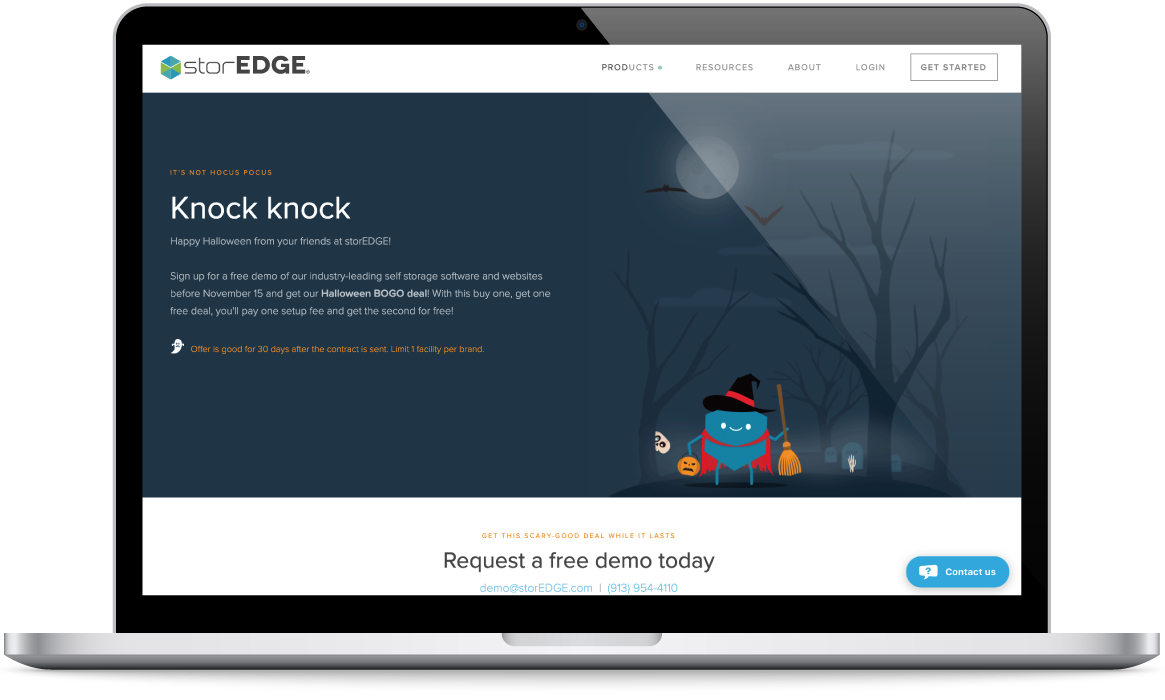 storEDGE®
PRODUCTS
RESOURCES
ABOUT
LOGIN
GET STARTED
IT'S NOT HOCUS POCUS
Knock knock
Happy Halloween from your friends at storEDGE!
Sign up for a free demo of our industry-leading self storage software and websites
before November 15 and get our Halloween BOGO deal! With this buy one, get one
free deal, you'll pay one setup fee and get the second for free!
Offer is good for 30 days after the contract is sent. Limit 1 facility per brand.
GET THIS SCARY-GOOD DEAL WHILE IT LASTS
Request a free demo today
demo@storEDGE.com | (913) 954-4110
? Contact us